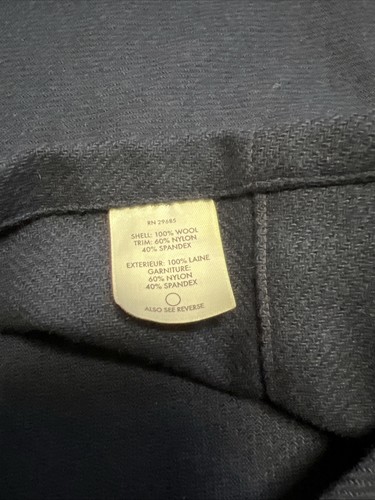 RN 29685
SHELL: 100% WOOL
TRIM: 60% NYLON
40% SPANDEX
EXTERIEUR: 100% LAINE
GARNITURE:
60% NYLON
40% SPANDEX
ALSO SEE REVERSE